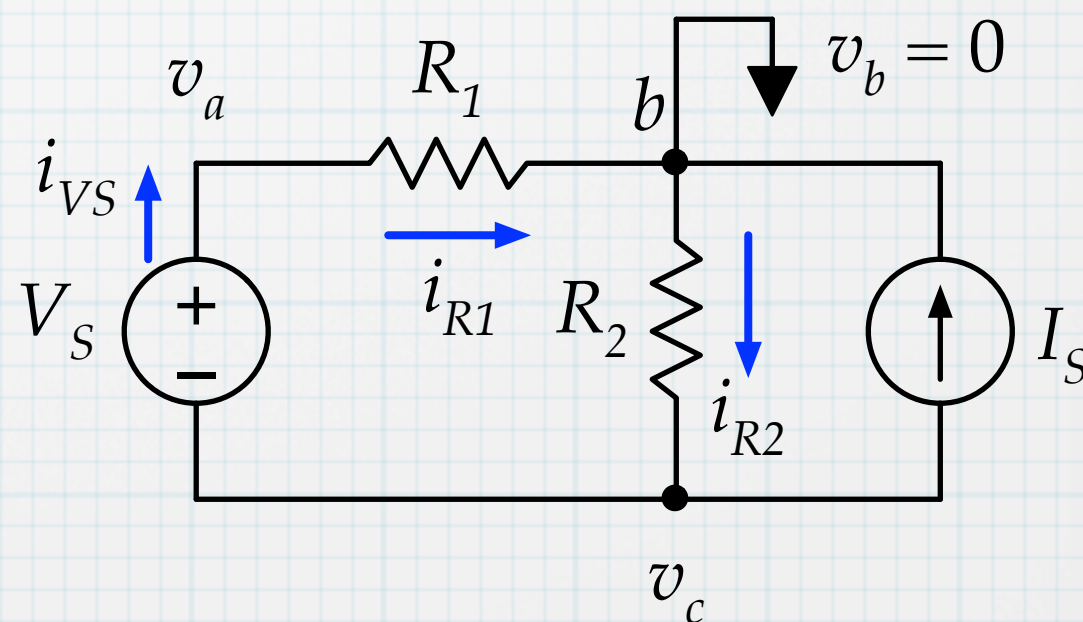 v_a
R_1
b
v_b = 0
i_VS
i_R1
V_S
+
−
R_2
i_R2
I_S
v_c